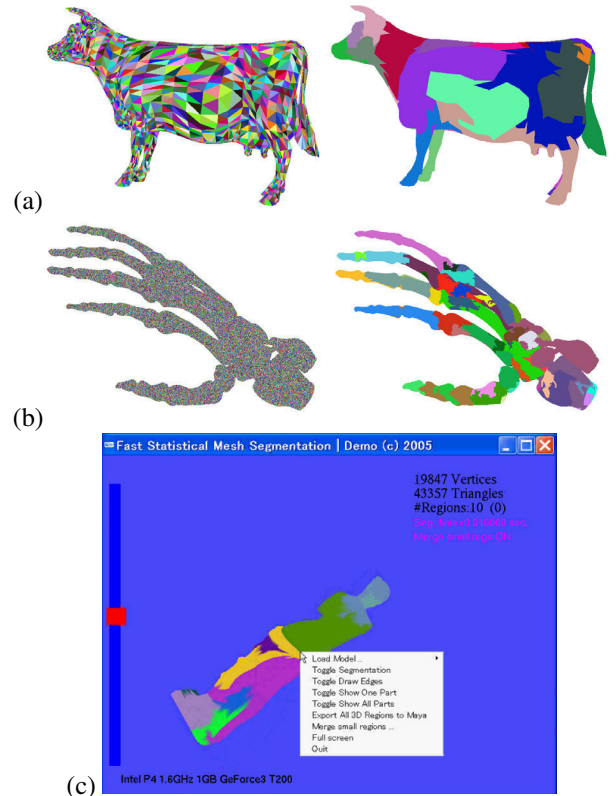 (a)
(b)
Fast Statistical Mesh Segmentation | Demo (c) 2005
19847 Vertices
43357 Triangles
#Regions:10 (0)
Merge small regs ON
Load Model ..
Toggle Segmentation
Toggle Draw Edges
Toggle Show One Part
Toggle Show All Parts
Export All 3D Regions to Maya
Merge small regions ...
Full screen
Quit
Intel P4 1.6GHz 1GB GeForce3 T200
(c)